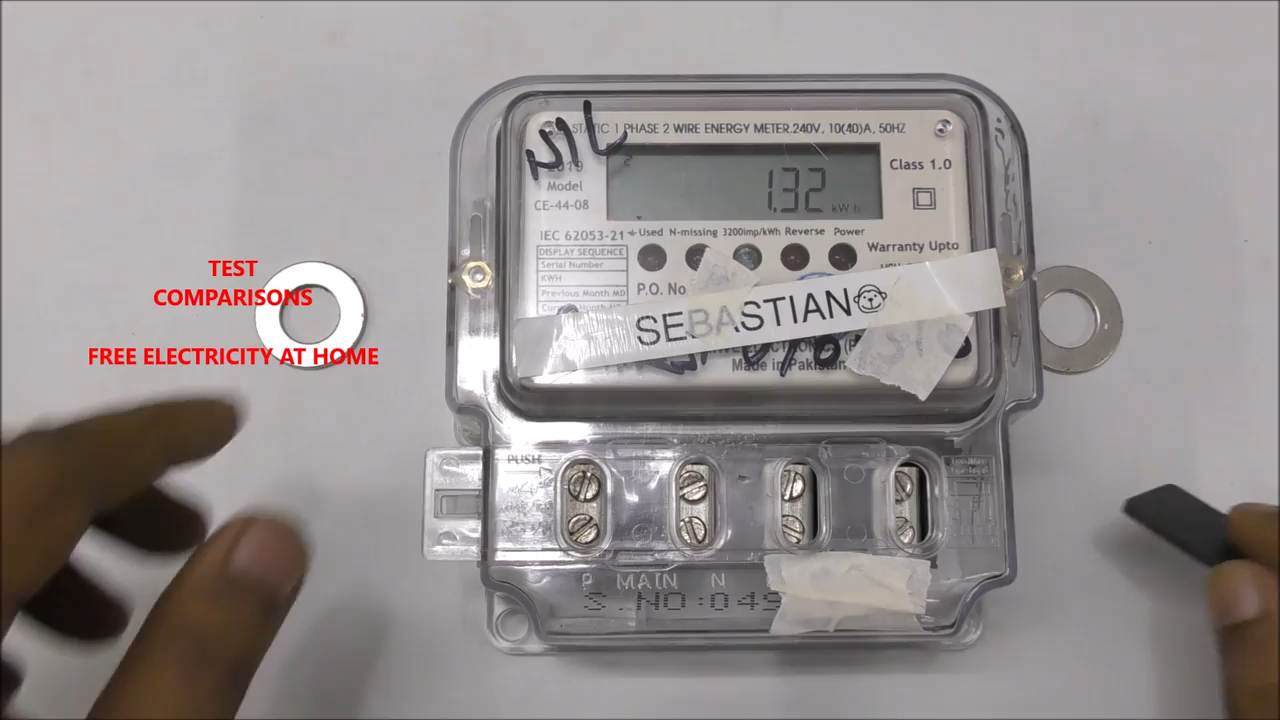 STATIC 1 PHASE 2 WIRE ENERGY METER.240V, 10(40)A, 50HZ
NIL
2019
Model
CE-44-08
1.32
kWh
Class 1.0
IEC 62053-21
Used N-missing 3200imp/kWh Reverse Power
DISPLAY SEQUENCE
Serial Number
KWH
Previous Month MD
Warranty Upto
P.O. No
SEBASTIAN
Made in Pakistan
TEST
COMPARISONS
FREE ELECTRICITY AT HOME
PUSH
P MAIN N
S.NO:049